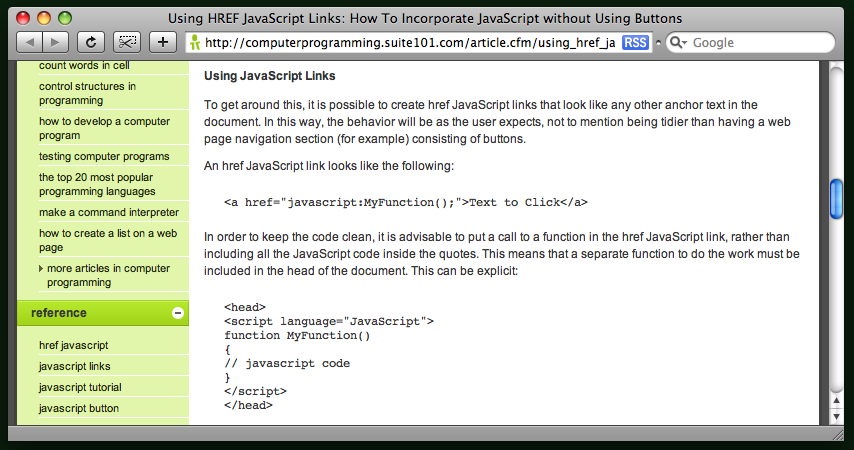 Using HREF JavaScript Links: How To Incorporate JavaScript without Using Buttons
http://computerprogramming.suite101.com/article.cfm/using_href_ja
RSS
Google
count words in cell
control structures in
programming
how to develop a computer
program
testing computer programs
the top 20 most popular
programming languages
make a command interpreter
how to create a list on a web
page
more articles in computer
programming
reference
href javascript
javascript links
javascript tutorial
javascript button
Using JavaScript Links
To get around this, it is possible to create href JavaScript links that look like any other anchor text in the
document. In this way, the behavior will be as the user expects, not to mention being tidier than having a web
page navigation section (for example) consisting of buttons.
An href JavaScript link looks like the following:
<a href="javascript:MyFunction();">Text to Click</a>
In order to keep the code clean, it is advisable to put a call to a function in the href JavaScript link, rather than
including all the JavaScript code inside the quotes. This means that a separate function to do the work must be
included in the head of the document. This can be explicit:
<head>
<script language="JavaScript">
function MyFunction()
{
// javascript code
}
</script>
</head>